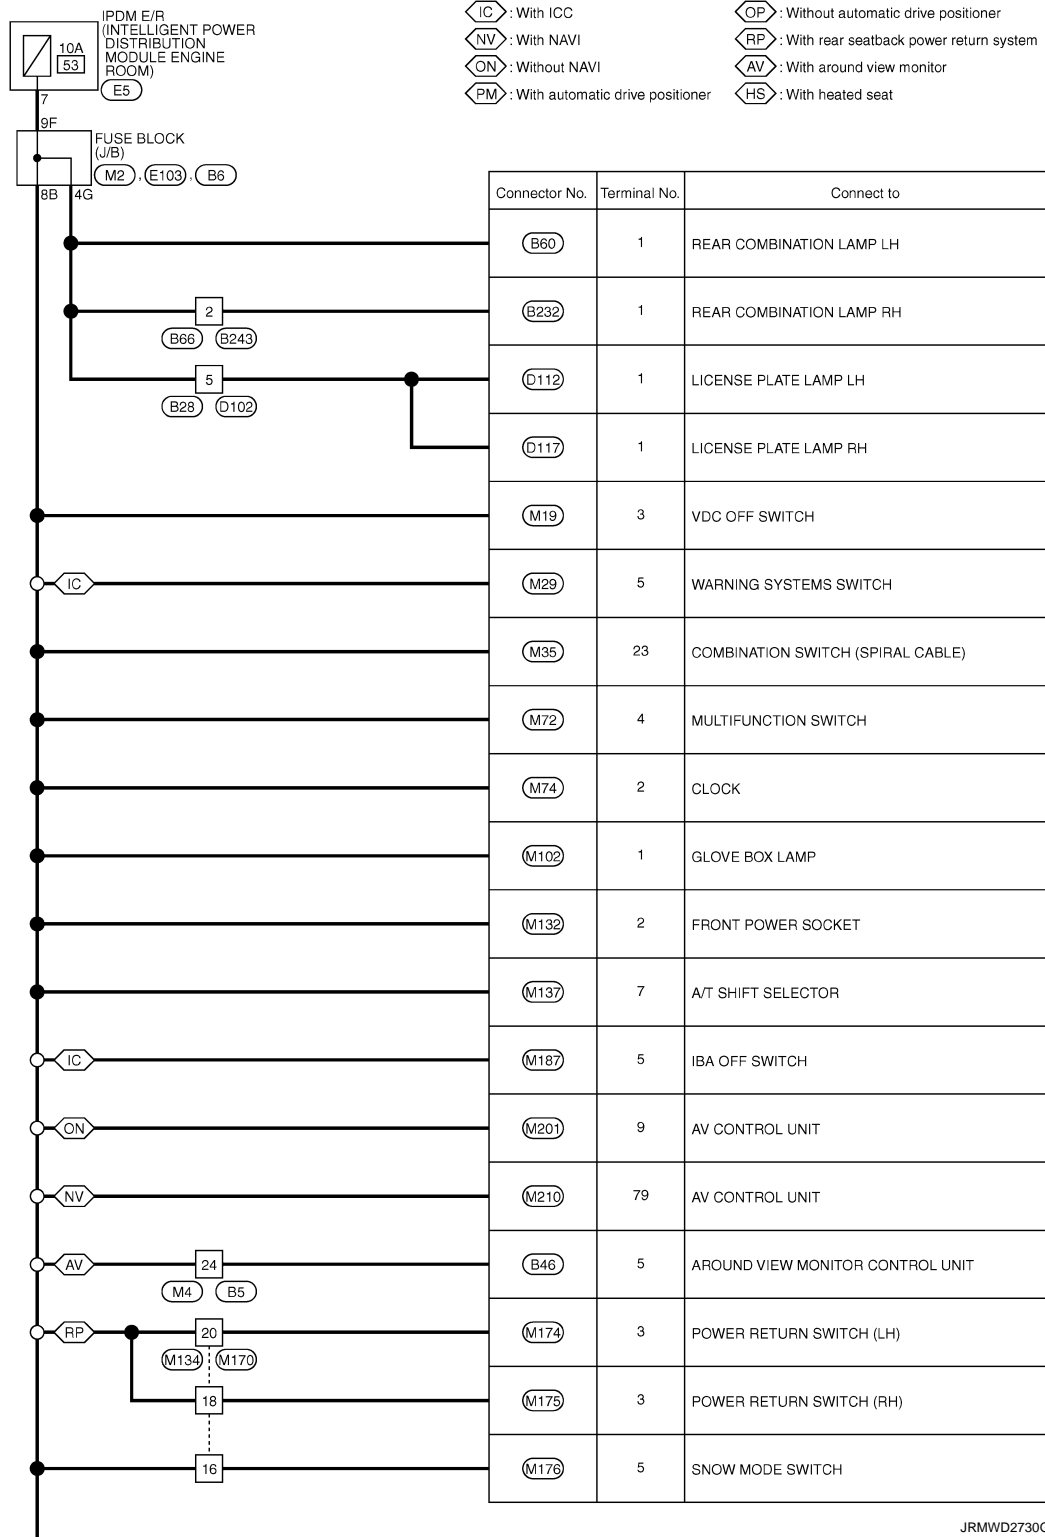 IPDM E/R
(INTELLIGENT POWER
DISTRIBUTION
MODULE ENGINE
ROOM)
10A
53
E5
7
9F
FUSE BLOCK
(J/B)
M2 , E103 , B6
8B 4G
IC : With ICC
NV : With NAVI
ON : Without NAVI
PM : With automatic drive positioner
OP : Without automatic drive positioner
RP : With rear seatback power return system
AV : With around view monitor
HS : With heated seat
Connector No. Terminal No. Connect to
B60 1 REAR COMBINATION LAMP LH
2 B232 1 REAR COMBINATION LAMP RH
B66 B243
5 D112 1 LICENSE PLATE LAMP LH
B28 D102
D117 1 LICENSE PLATE LAMP RH
M19 3 VDC OFF SWITCH
IC M29 5 WARNING SYSTEMS SWITCH
M35 23 COMBINATION SWITCH (SPIRAL CABLE)
M72 4 MULTIFUNCTION SWITCH
M74 2 CLOCK
M102 1 GLOVE BOX LAMP
M132 2 FRONT POWER SOCKET
M137 7 A/T SHIFT SELECTOR
IC M187 5 IBA OFF SWITCH
ON M201 9 AV CONTROL UNIT
NV M210 79 AV CONTROL UNIT
AV 24 B46 5 AROUND VIEW MONITOR CONTROL UNIT
M4 B5
RP 20 M174 3 POWER RETURN SWITCH (LH)
M134 M170
18 M175 3 POWER RETURN SWITCH (RH)
16 M176 5 SNOW MODE SWITCH